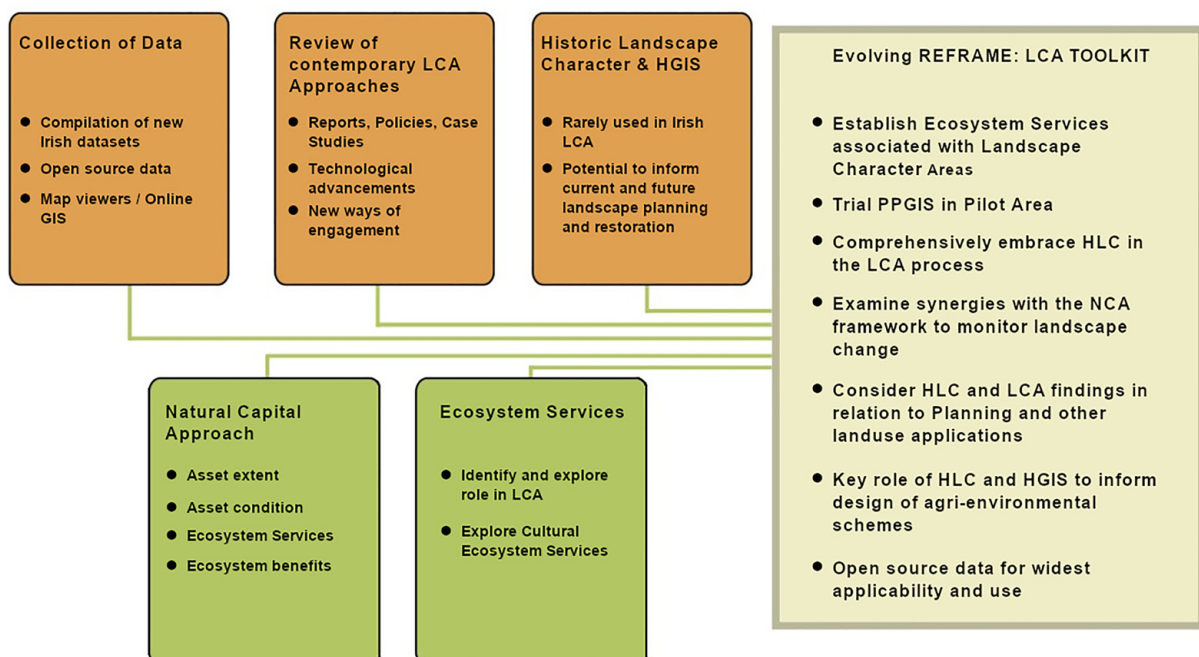 Collection of Data
● Compilation of new
Irish datasets
● Open source data
● Map viewers / Online
GIS
Review of
contemporary LCA
Approaches
● Reports, Policies, Case
Studies
● Technological
advancements
● New ways of
engagement
Historic Landscape
Character & HGIS
● Rarely used in Irish
LCA
● Potential to inform
current and future
landscape planning
and restoration
Natural Capital
Approach
● Asset extent
● Asset condition
● Ecosystem Services
● Ecosystem benefits
Ecosystem Services
● Identify and explore
role in LCA
● Explore Cultural
Ecosystem Services
Evolving REFRAME: LCA TOOLKIT
● Establish Ecosystem Services
associated with Landscape
Character Areas
● Trial PPGIS in Pilot Area
● Comprehensively embrace HLC in
the LCA process
● Examine synergies with the NCA
framework to monitor landscape
change
● Consider HLC and LCA findings in
relation to Planning and other
landuse applications
● Key role of HLC and HGIS to inform
design of agri-environmental
schemes
● Open source data for widest
applicability and use